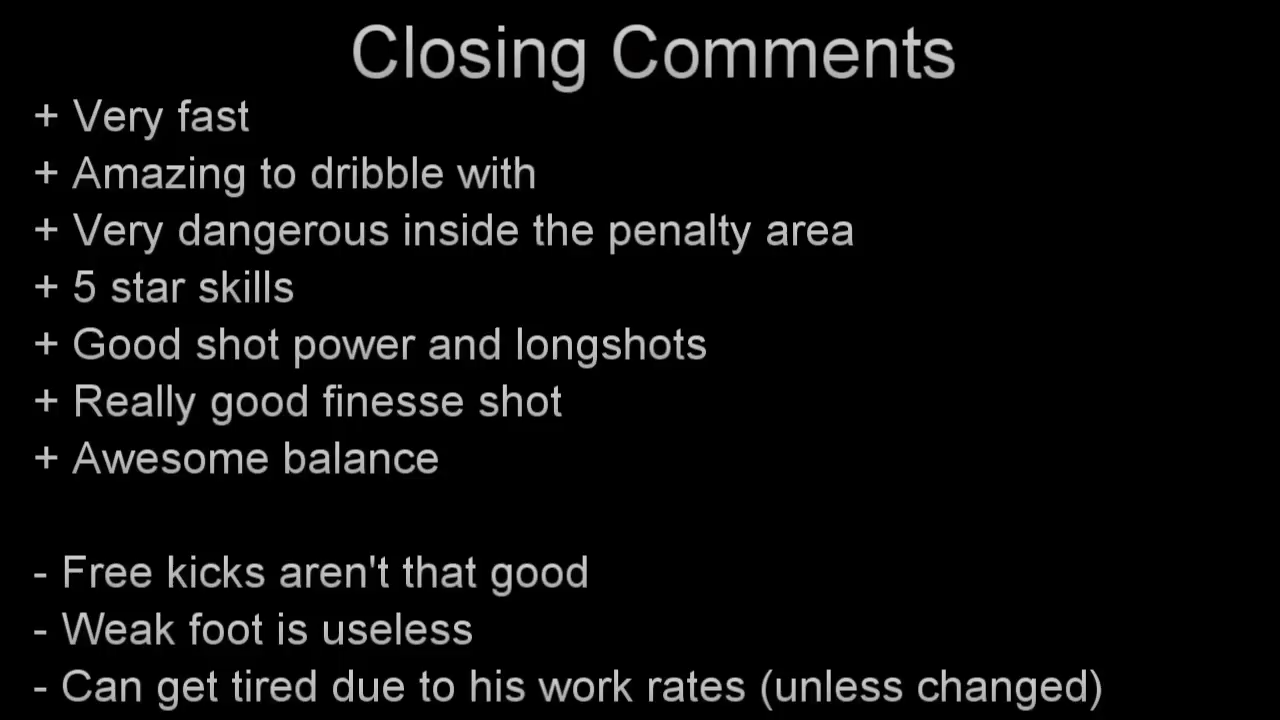 Closing Comments
+ Very fast
+ Amazing to dribble with
+ Very dangerous inside the penalty area
+ 5 star skills
+ Good shot power and longshots
+ Really good finesse shot
+ Awesome balance
- Free kicks aren't that good
- Weak foot is useless
- Can get tired due to his work rates (unless changed)